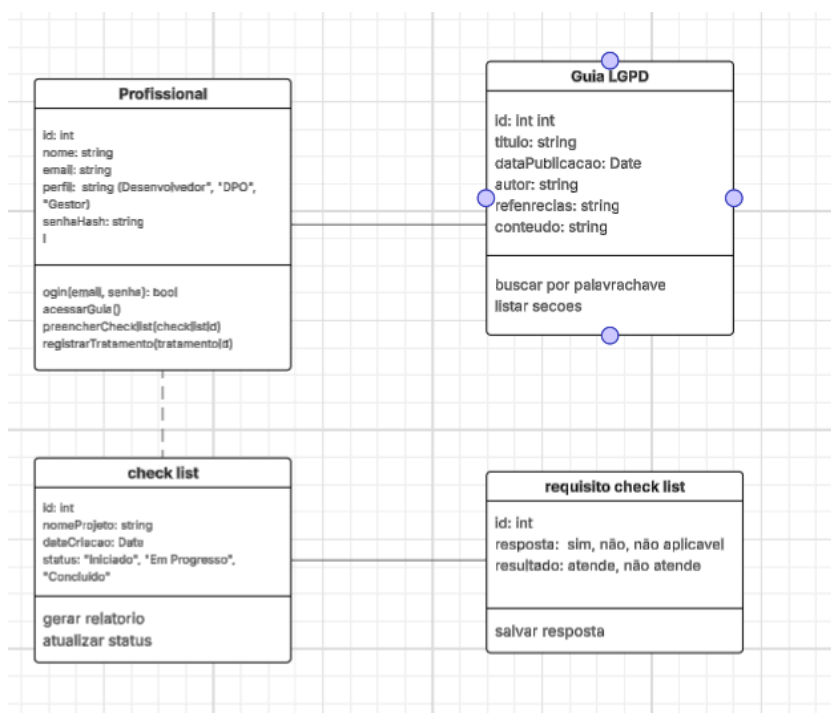 Profissional
id: int
nome: string
email: string
perfil: string (Desenvolvedor", "DPO",
"Gestor)
senhaHash: string
l
ogin(email, senha): bool
acessarGuia()
preencherChecklist(checklistId)
registrarTratamento(tratamentoId)
Guia LGPD
id: int int
titulo: string
dataPublicacao: Date
autor: string
refenrecias: string
conteudo: string
buscar por palavrachave
listar secoes
check list
id: int
nomeProjeto: string
dataCriacao: Date
status: "Iniciado", "Em Progresso",
"Concluido"
gerar relatorio
atualizar status
requisito check list
id: int
resposta: sim, não, não aplicavel
resultado: atende, não atende
salvar resposta